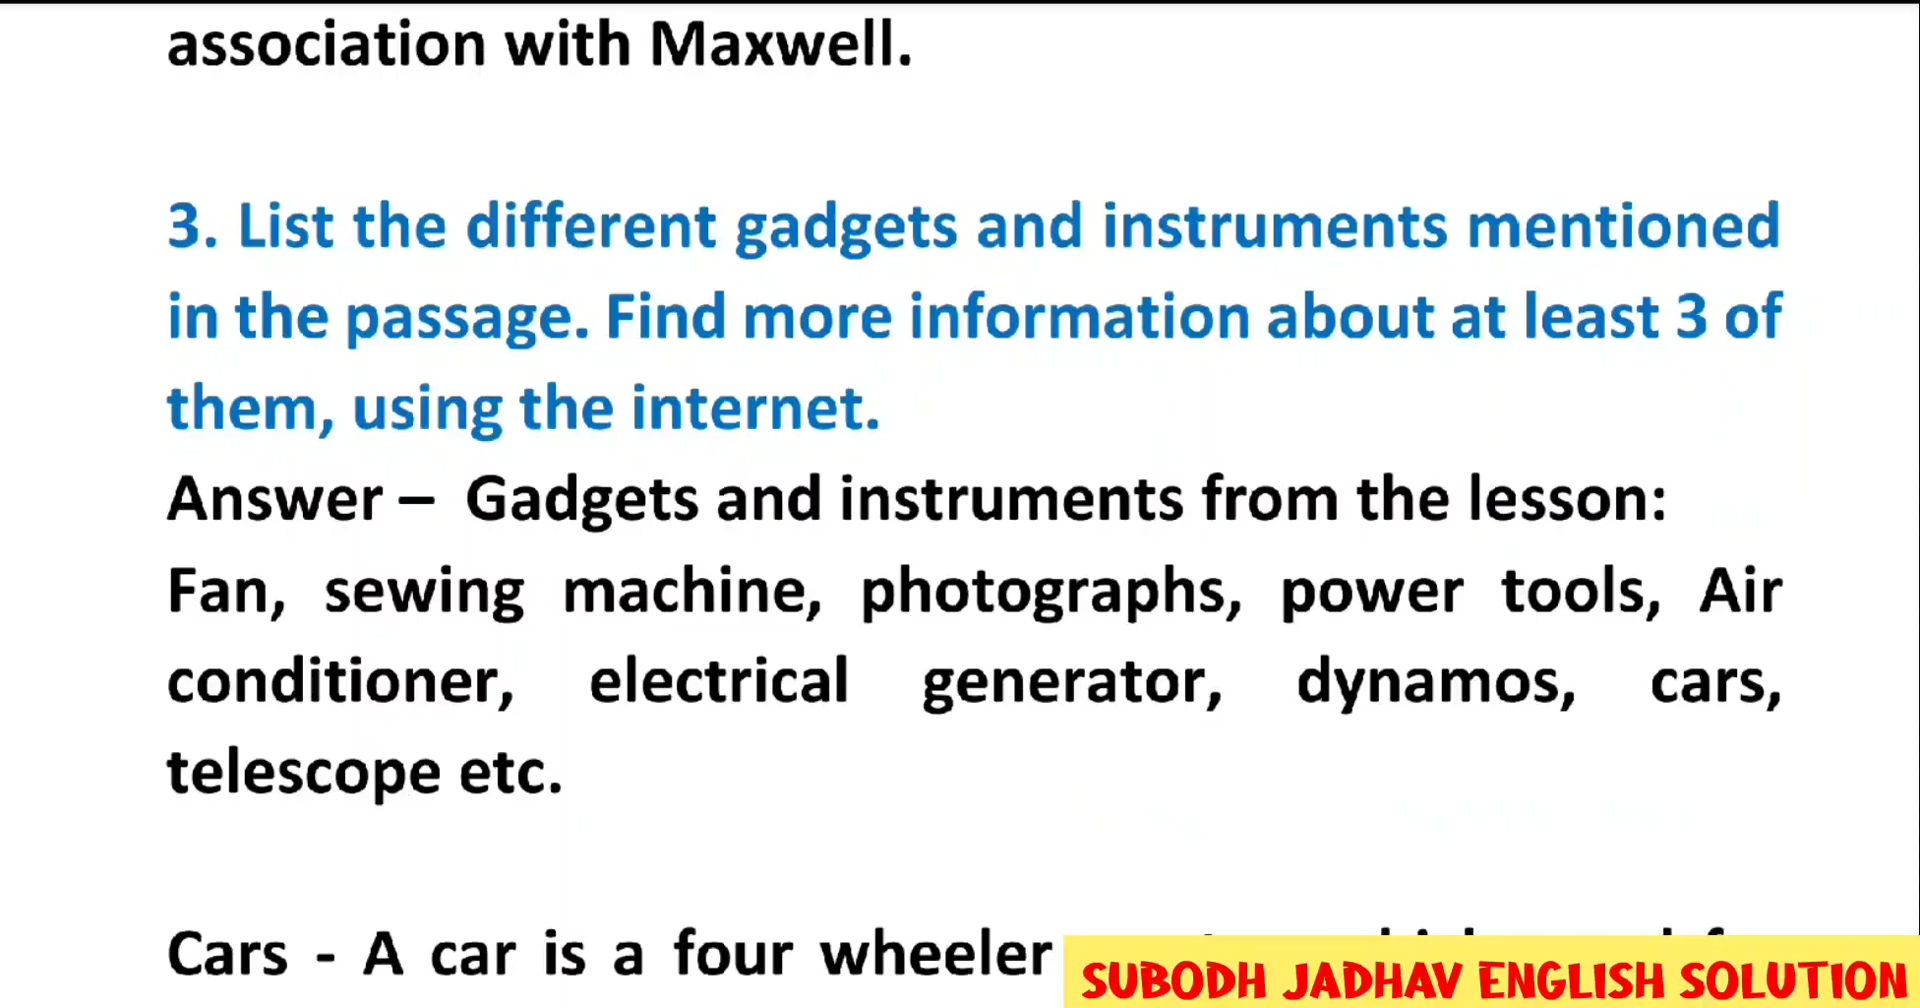 association with Maxwell.
3. List the different gadgets and instruments mentioned
in the passage. Find more information about at least 3 of
them, using the internet.
Answer – Gadgets and instruments from the lesson:
Fan, sewing machine, photographs, power tools, Air
conditioner, electrical generator, dynamos, cars,
telescope etc.
Cars - A car is a four wheeler
SUBODH JADHAV ENGLISH SOLUTION